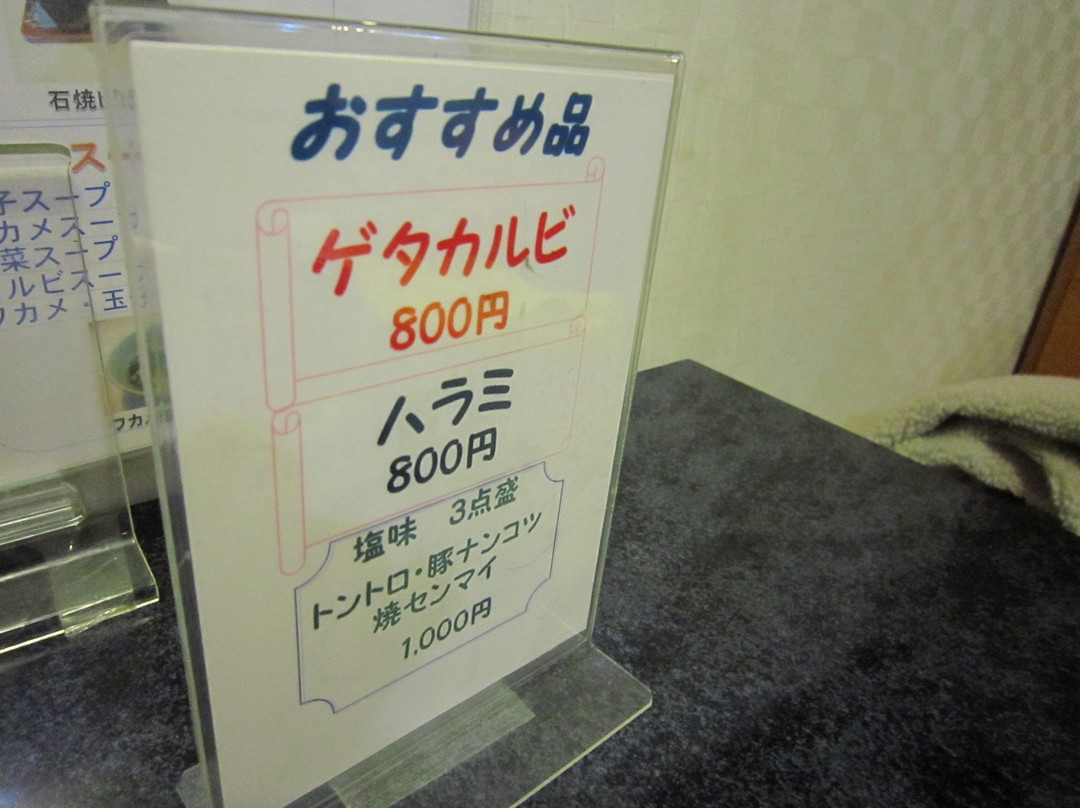 おすすめ品
ゲタカルビ
800円
ハラミ
800円
塩味 3点盛
トントロ・豚ナンコツ
焼センマイ
1,000円
石焼ビ
ス
子スープ
カメスー
菜スープ
ルビスー
カメ・玉